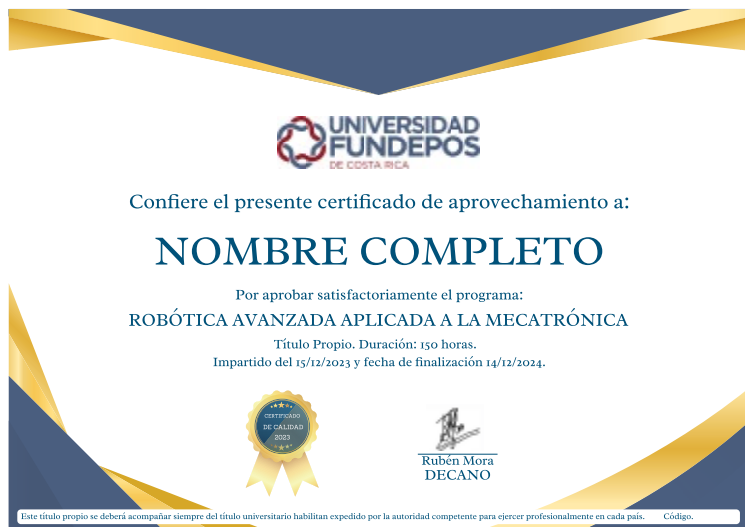 UNIVERSIDAD
FUNDEPOS
DE COSTA RICA
Confiere el presente certificado de aprovechamiento a:
NOMBRE COMPLETO
Por aprobar satisfactoriamente el programa:
ROBÓTICA AVANZADA APLICADA A LA MECATRÓNICA
Título Propio. Duración: 150 horas.
Impartido del 15/12/2023 y fecha de finalización 14/12/2024.
CERTIFICADO
DE CALIDAD
2023
Rubén Mora
DECANO
Este título propio se deberá acompañar siempre del título universitario habilitan expedido por la autoridad competente para ejercer profesionalmente en cada país. Código.